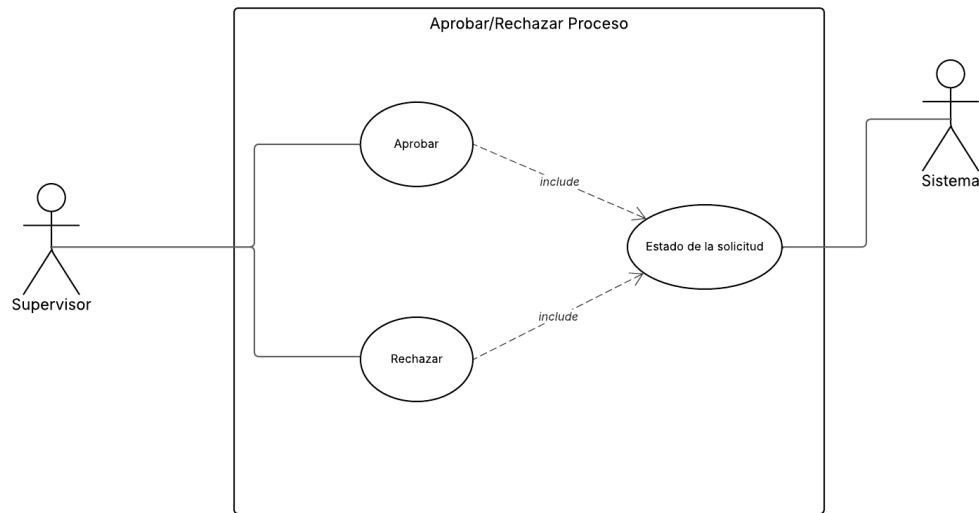 Aprobar/Rechazar Proceso
Aprobar
include
Sistema
Estado de la solicitud
Supervisor
include
Rechazar